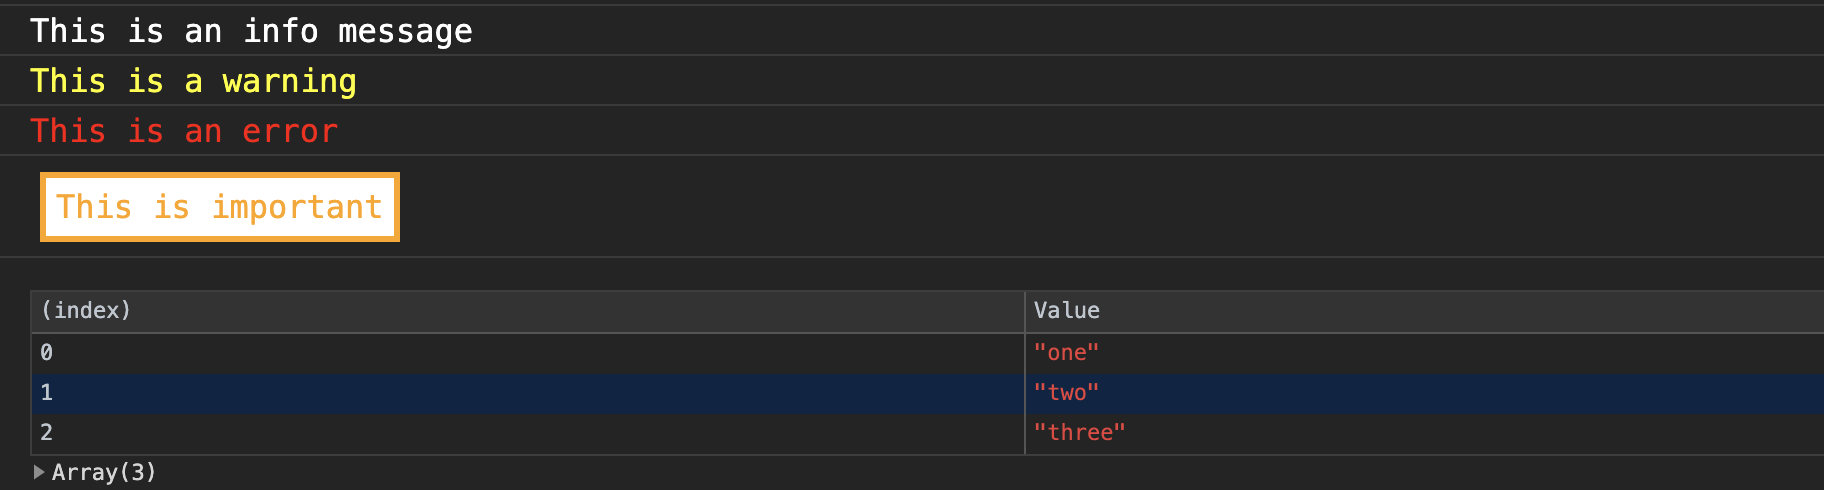 This is an info message
This is a warning
This is an error
This is important
(index) Value
0 "one"
1 "two"
2 "three"
Array(3)